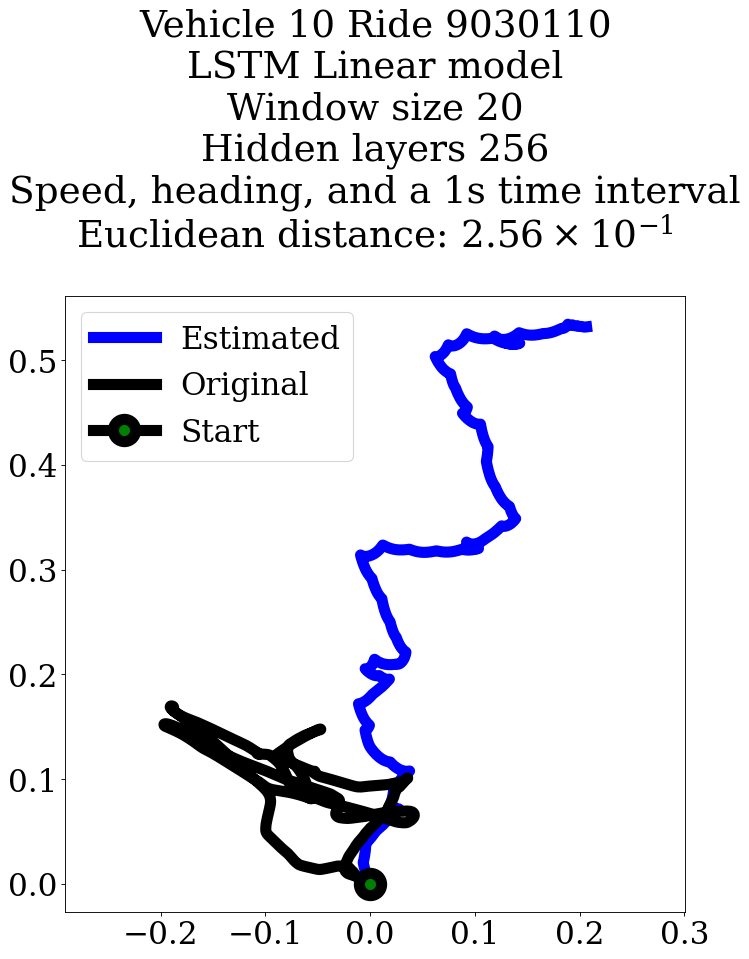 Vehicle 10 Ride 9030110
LSTM Linear model
Window size 20
Hidden layers 256
Speed, heading, and a 1s time interval
Euclidean distance: 2.56 × 10⁻¹
Estimated
Original
Start
0.5
0.4
0.3
0.2
0.1
0.0
−0.2 −0.1 0.0 0.1 0.2 0.3